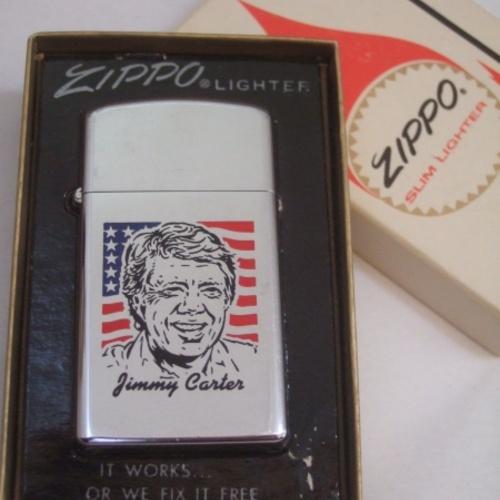 ZIPPO® LIGHTER
ZIPPO.
SLIM LIGHTER
Jimmy Carter
IT WORKS...
OR WE FIX IT FREE